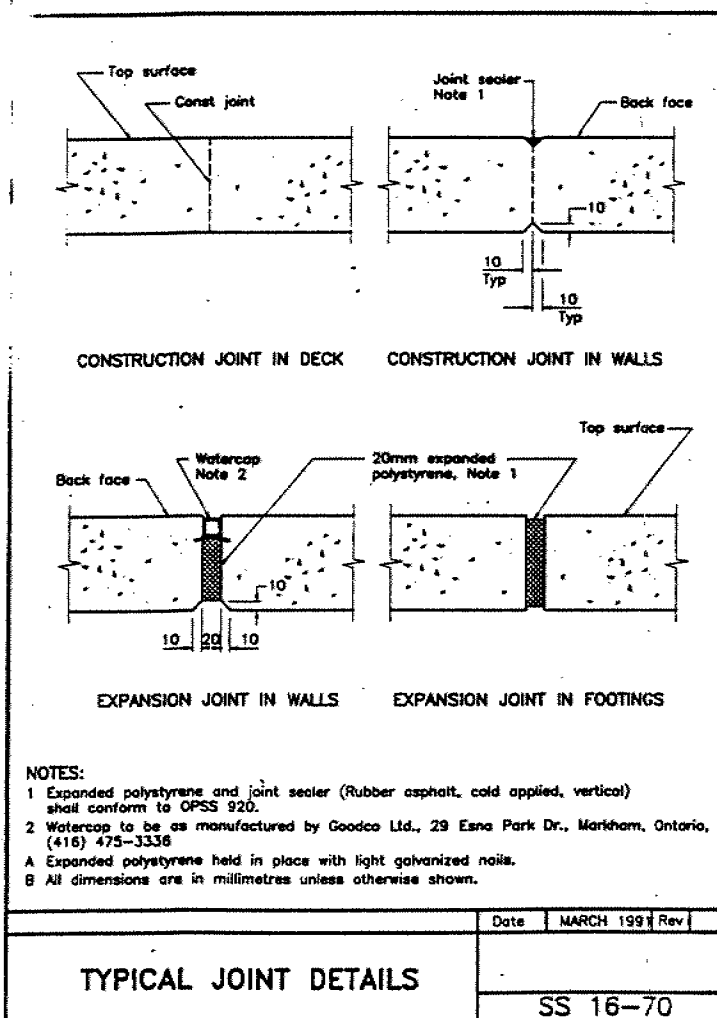 Top surface
Const joint
Joint sealer
Note 1
Back face
10
10
Typ
10
Typ
CONSTRUCTION JOINT IN DECK
CONSTRUCTION JOINT IN WALLS
Top surface
Watercap
Note 2
20mm expanded
polystyrene, Note 1
Back face
10
10 20 10
EXPANSION JOINT IN WALLS
EXPANSION JOINT IN FOOTINGS
NOTES:
1 Expanded polystyrene and joint sealer (Rubber asphalt, cold applied, vertical)
shall conform to OPSS 920.
2 Watercap to be as manufactured by Goodco Ltd., 29 Esna Park Dr., Markham, Ontario,
(416) 475-3336
A Expanded polystyrene held in place with light galvanized nails.
B All dimensions are in millimetres unless otherwise shown.
Date MARCH 1991 Rev
TYPICAL JOINT DETAILS
SS 16-70